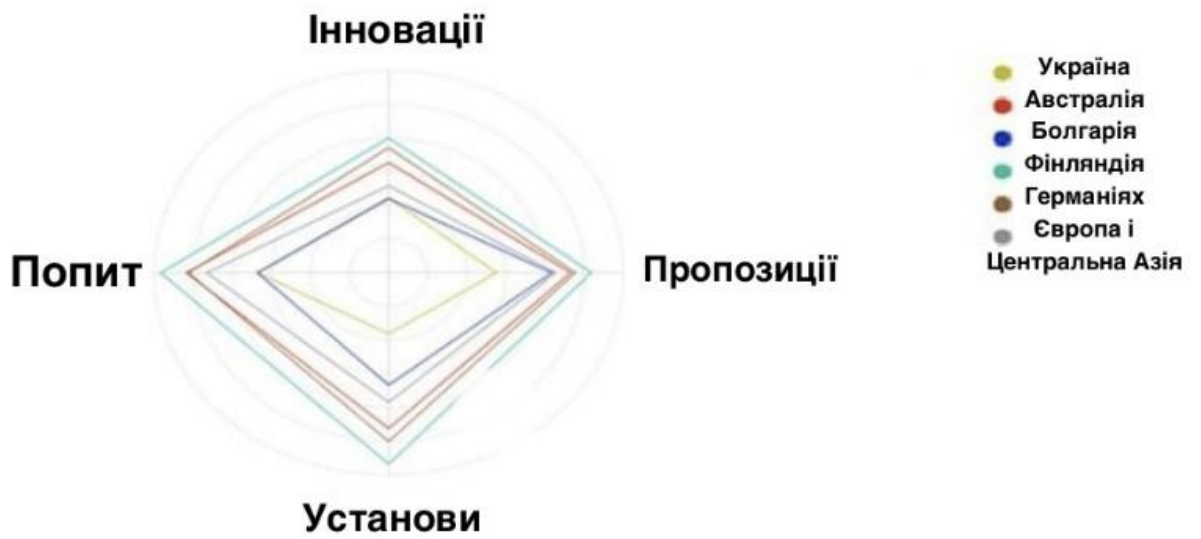 Інновації
Попит
Пропозиції
Установи
Україна
Австралія
Болгарія
Фінляндія
Германіях
Європа і
Центральна Азія